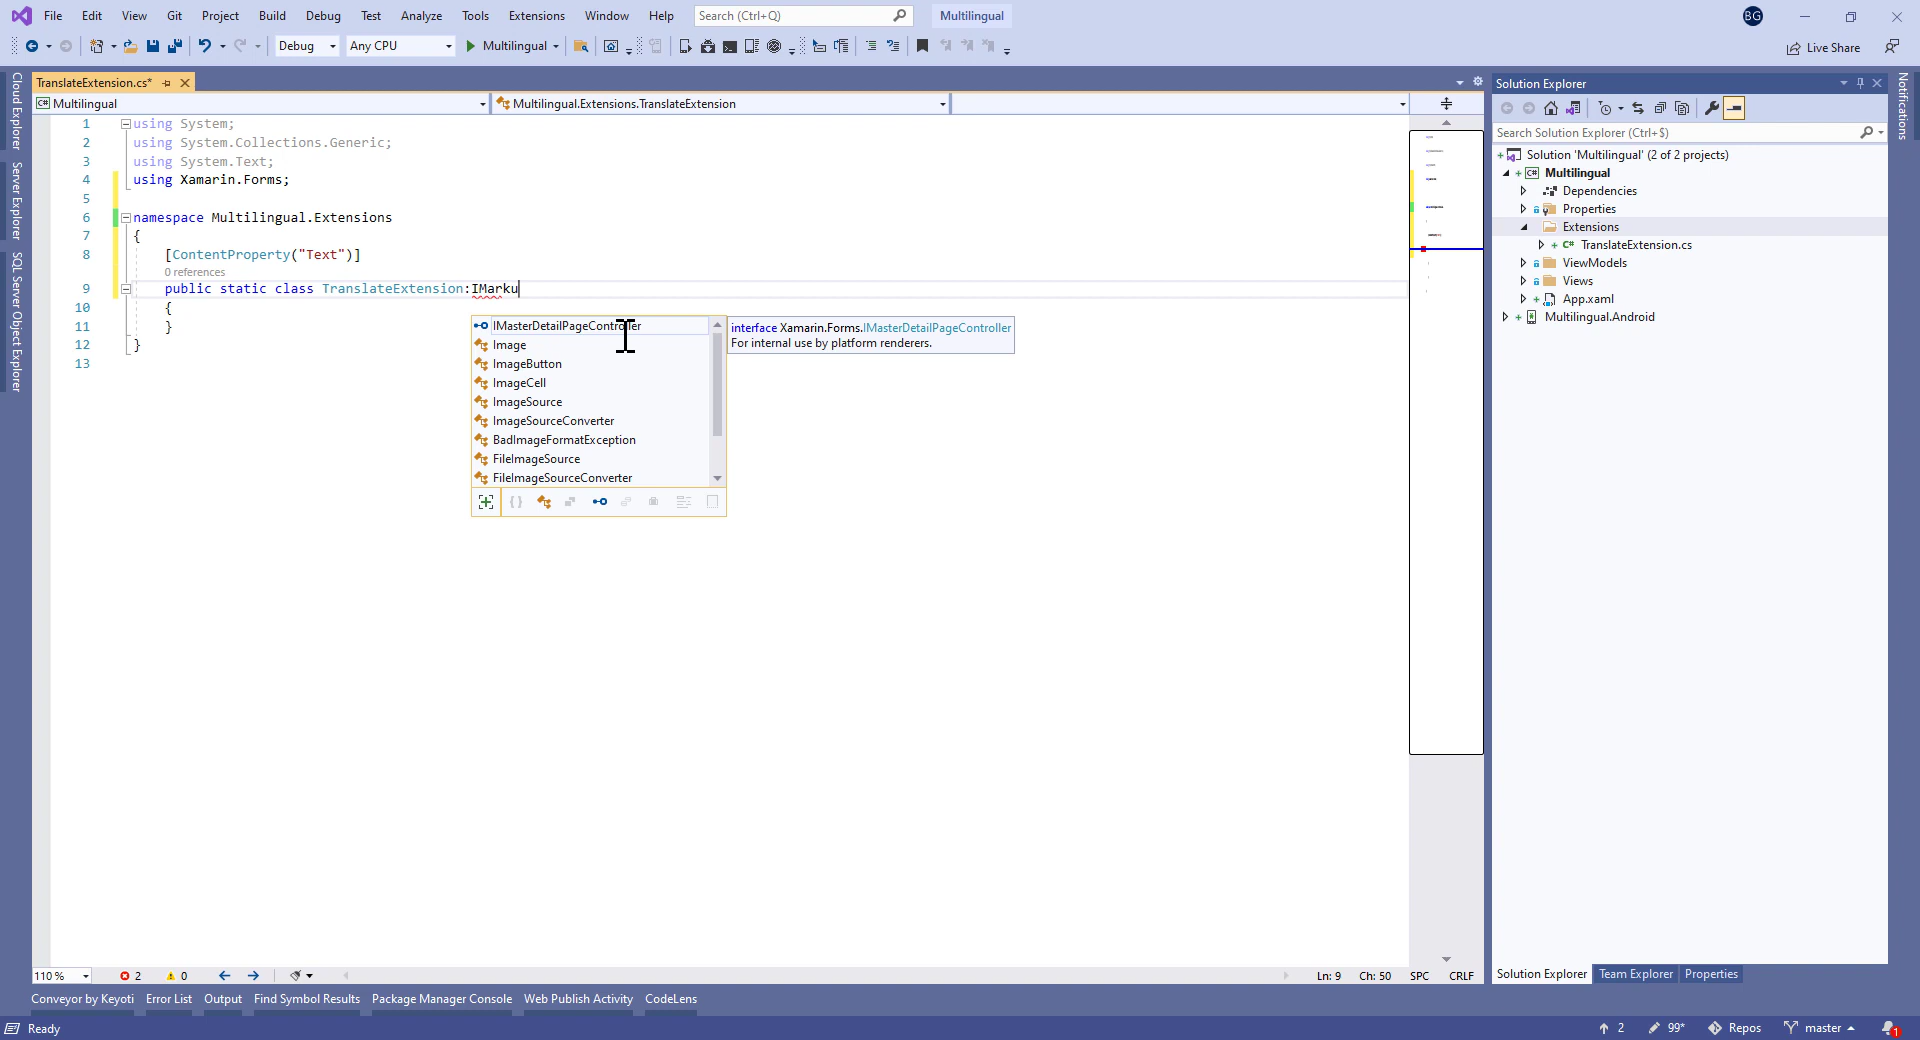 File Edit View Git Project Build Debug Test Analyze Tools Extensions Window Help Search (Ctrl+Q) Multilingual BG
Debug Any CPU Multilingual Live Share
TranslateExtension.cs*
C# Multilingual Multilingual.Extensions.TranslateExtension
Cloud Explorer
Server Explorer
SQL Server Object Explorer
1 using System;
2 using System.Collections.Generic;
3 using System.Text;
4 using Xamarin.Forms;
5
6 namespace Multilingual.Extensions
7 {
8 [ContentProperty("Text")]
0 references
9 public static class TranslateExtension:IMarku
10 {
11 }
12 }
13
IMasterDetailPageController
Image
ImageButton
ImageCell
ImageSource
ImageSourceConverter
BadImageFormatException
FileImageSource
FileImageSourceConverter
interface Xamarin.Forms.IMasterDetailPageController
For internal use by platform renderers.
Solution Explorer
Search Solution Explorer (Ctrl+$)
Solution 'Multilingual' (2 of 2 projects)
C# Multilingual
Dependencies
Properties
Extensions
C# TranslateExtension.cs
ViewModels
Views
App.xaml
Multilingual.Android
Notifications
110 % 2 0 Ln: 9 Ch: 50 SPC CRLF
Solution Explorer Team Explorer Properties
Conveyor by Keyoti Error List Output Find Symbol Results Package Manager Console Web Publish Activity CodeLens
Ready 2 99* Repos master 1